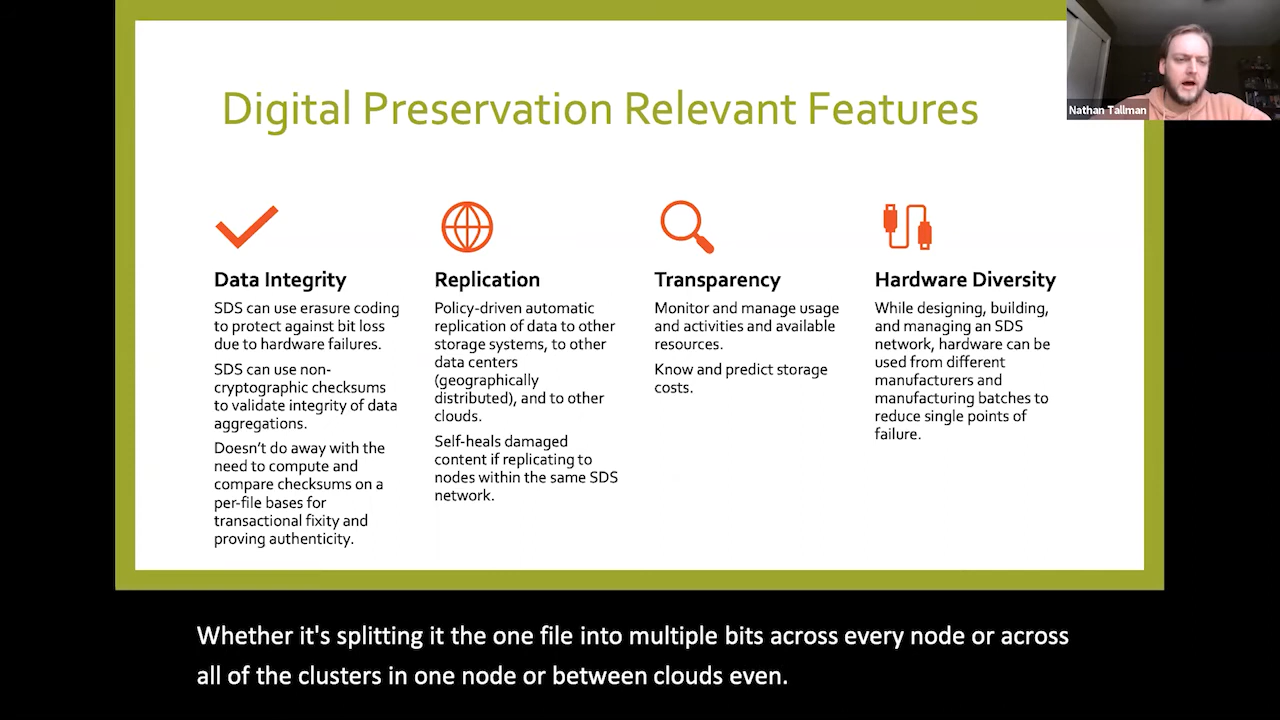 Digital Preservation Relevant Features
Nathan Tallman
Data Integrity
SDS can use erasure coding
to protect against bit loss
due to hardware failures.
SDS can use non-
cryptographic checksums
to validate integrity of data
aggregations.
Doesn't do away with the
need to compute and
compare checksums on a
per-file bases for
transactional fixity and
proving authenticity.
Replication
Policy-driven automatic
replication of data to other
storage systems, to other
data centers
(geographically
distributed), and to other
clouds.
Self-heals damaged
content if replicating to
nodes within the same SDS
network.
Transparency
Monitor and manage usage
and activities and available
resources.
Know and predict storage
costs.
Hardware Diversity
While designing, building,
and managing an SDS
network, hardware can be
used from different
manufacturers and
manufacturing batches to
reduce single points of
failure.
Whether it's splitting it the one file into multiple bits across every node or across
all of the clusters in one node or between clouds even.